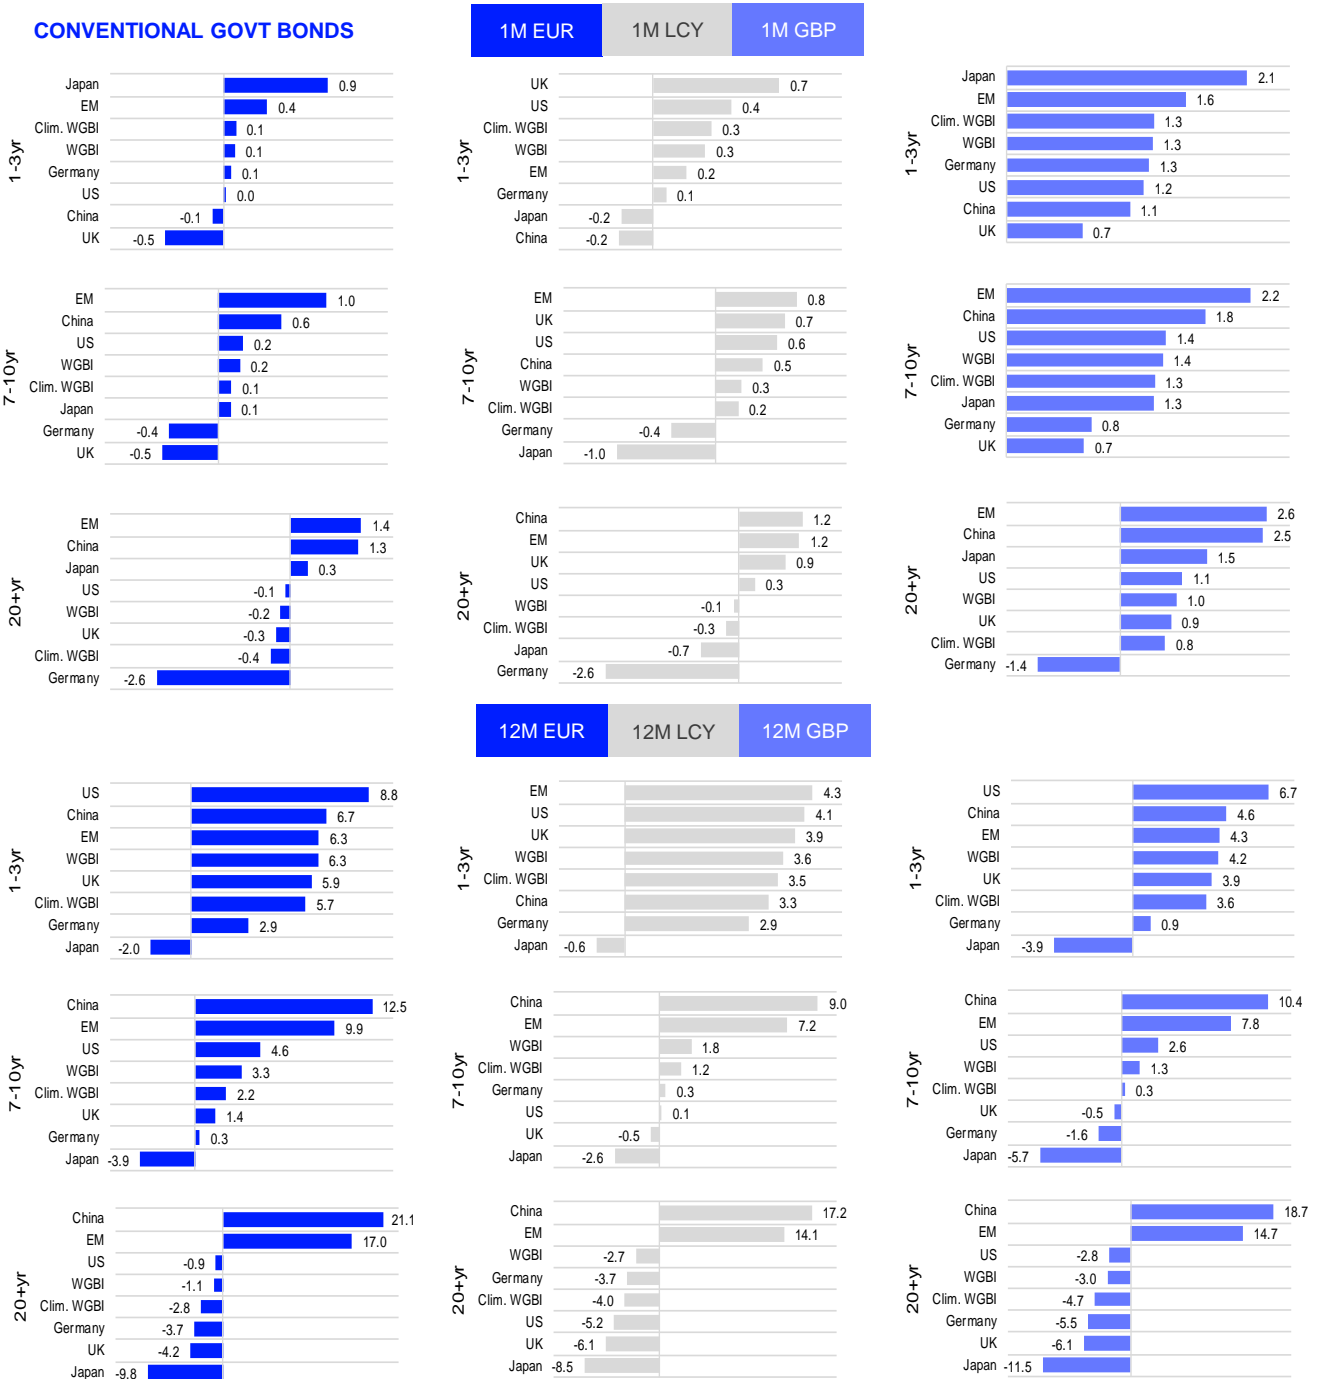 CONVENTIONAL GOVT BONDS
1M EUR 1M LCY 1M GBP
1-3yr
Japan 0.9
EM 0.4
Clim. WGBI 0.1
WGBI 0.1
Germany 0.1
US 0.0
China -0.1
UK -0.5
1-3yr
UK 0.7
US 0.4
Clim. WGBI 0.3
WGBI 0.3
EM 0.2
Germany 0.1
Japan -0.2
China -0.2
1-3yr
Japan 2.1
EM 1.6
Clim. WGBI 1.3
WGBI 1.3
Germany 1.3
US 1.2
China 1.1
UK 0.7
7-10yr
EM 1.0
China 0.6
US 0.2
WGBI 0.2
Clim. WGBI 0.1
Japan 0.1
Germany -0.4
UK -0.5
7-10yr
EM 0.8
UK 0.7
US 0.6
China 0.5
WGBI 0.3
Clim. WGBI 0.2
Germany -0.4
Japan -1.0
7-10yr
EM 2.2
China 1.8
US 1.4
WGBI 1.4
Clim. WGBI 1.3
Japan 1.3
Germany 0.8
UK 0.7
20+yr
EM 1.4
China 1.3
Japan 0.3
US -0.1
WGBI -0.2
UK -0.3
Clim. WGBI -0.4
Germany -2.6
20+yr
China 1.2
EM 1.2
UK 0.9
US 0.3
WGBI -0.1
Clim. WGBI -0.3
Japan -0.7
Germany -2.6
20+yr
EM 2.6
China 2.5
Japan 1.5
US 1.1
WGBI 1.0
UK 0.9
Clim. WGBI 0.8
Germany -1.4
12M EUR 12M LCY 12M GBP
1-3yr
US 8.8
China 6.7
EM 6.3
WGBI 6.3
UK 5.9
Clim. WGBI 5.7
Germany 2.9
Japan -2.0
1-3yr
EM 4.3
US 4.1
UK 3.9
WGBI 3.6
Clim. WGBI 3.5
China 3.3
Germany 2.9
Japan -0.6
1-3yr
US 6.7
China 4.6
EM 4.3
WGBI 4.2
UK 3.9
Clim. WGBI 3.6
Germany 0.9
Japan -3.9
7-10yr
China 12.5
EM 9.9
US 4.6
WGBI 3.3
Clim. WGBI 2.2
UK 1.4
Germany 0.3
Japan -3.9
7-10yr
China 9.0
EM 7.2
WGBI 1.8
Clim. WGBI 1.2
Germany 0.3
US 0.1
UK -0.5
Japan -2.6
7-10yr
China 10.4
EM 7.8
US 2.6
WGBI 1.3
Clim. WGBI 0.3
UK -0.5
Germany -1.6
Japan -5.7
20+yr
China 21.1
EM 17.0
US -0.9
WGBI -1.1
Clim. WGBI -2.8
Germany -3.7
UK -4.2
Japan -9.8
20+yr
China 17.2
EM 14.1
WGBI -2.7
Germany -3.7
Clim. WGBI -4.0
US -5.2
UK -6.1
Japan -8.5
20+yr
China 18.7
EM 14.7
US -2.8
WGBI -3.0
Clim. WGBI -4.7
Germany -5.5
UK -6.1
Japan -11.5